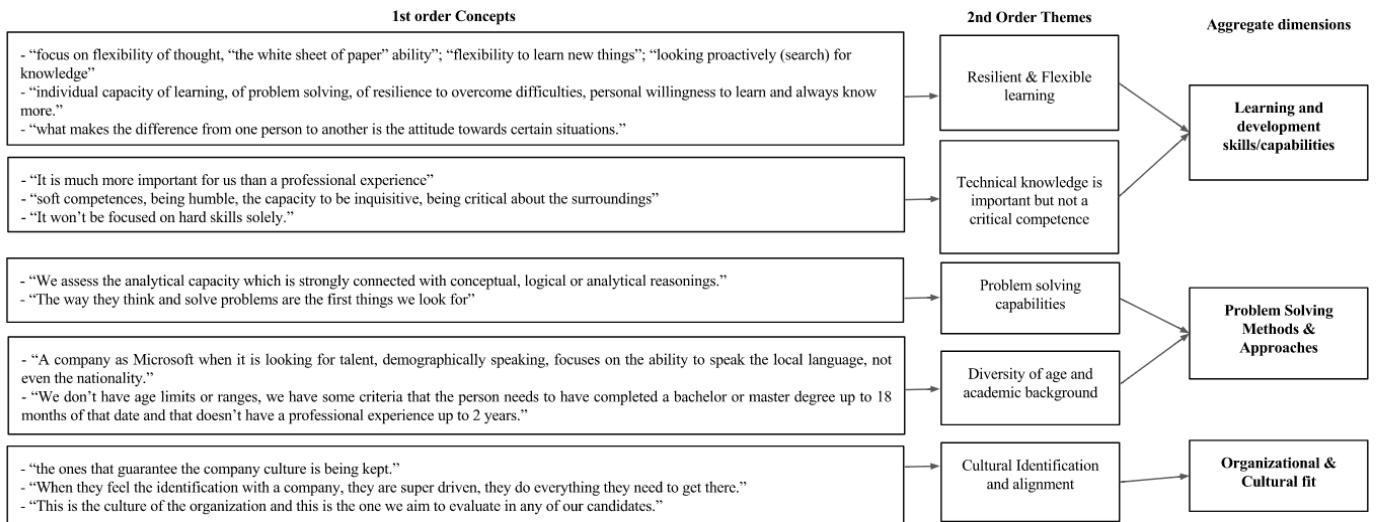 1st order Concepts
2nd Order Themes
Aggregate dimensions
- “focus on flexibility of thought, “the white sheet of paper” ability”; “flexibility to learn new things”; “looking proactively (search) for
knowledge”
- “individual capacity of learning, of problem solving, of resilience to overcome difficulties, personal willingness to learn and always know
more.”
- “what makes the difference from one person to another is the attitude towards certain situations.”
Resilient & Flexible
learning
Learning and
development
skills/capabilities
- “It is much more important for us than a professional experience”
- “soft competences, being humble, the capacity to be inquisitive, being critical about the surroundings”
- “It won’t be focused on hard skills solely.”
Technical knowledge is
important but not a
critical competence
- “We assess the analytical capacity which is strongly connected with conceptual, logical or analytical reasonings.”
- “The way they think and solve problems are the first things we look for”
Problem solving
capabilities
Problem Solving
Methods &
Approaches
- “A company as Microsoft when it is looking for talent, demographically speaking, focuses on the ability to speak the local language, not
even the nationality.”
- “We don’t have age limits or ranges, we have some criteria that the person needs to have completed a bachelor or master degree up to 18
months of that date and that doesn’t have a professional experience up to 2 years.”
Diversity of age and
academic background
- “the ones that guarantee the company culture is being kept.”
- “When they feel the identification with a company, they are super driven, they do everything they need to get there.”
- “This is the culture of the organization and this is the one we aim to evaluate in any of our candidates.”
Cultural Identification
and alignment
Organizational &
Cultural fit